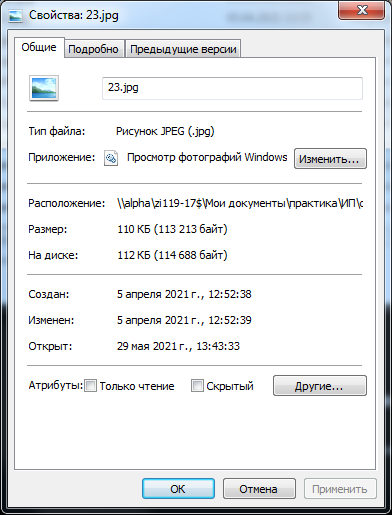 Свойства: 23.jpg
Общие Подробно Предыдущие версии
23.jpg
Тип файла: Рисунок JPEG (.jpg)
Приложение: Просмотр фотографий Windows Изменить...
Расположение: \\alpha\zi119-17$\Мои документы\практика\ИП\с
Размер: 110 КБ (113 213 байт)
На диске: 112 КБ (114 688 байт)
Создан: 5 апреля 2021 г., 12:52:38
Изменен: 5 апреля 2021 г., 12:52:39
Открыт: 29 мая 2021 г., 13:43:33
Атрибуты: Только чтение Скрытый Другие...
ОК Отмена Применить